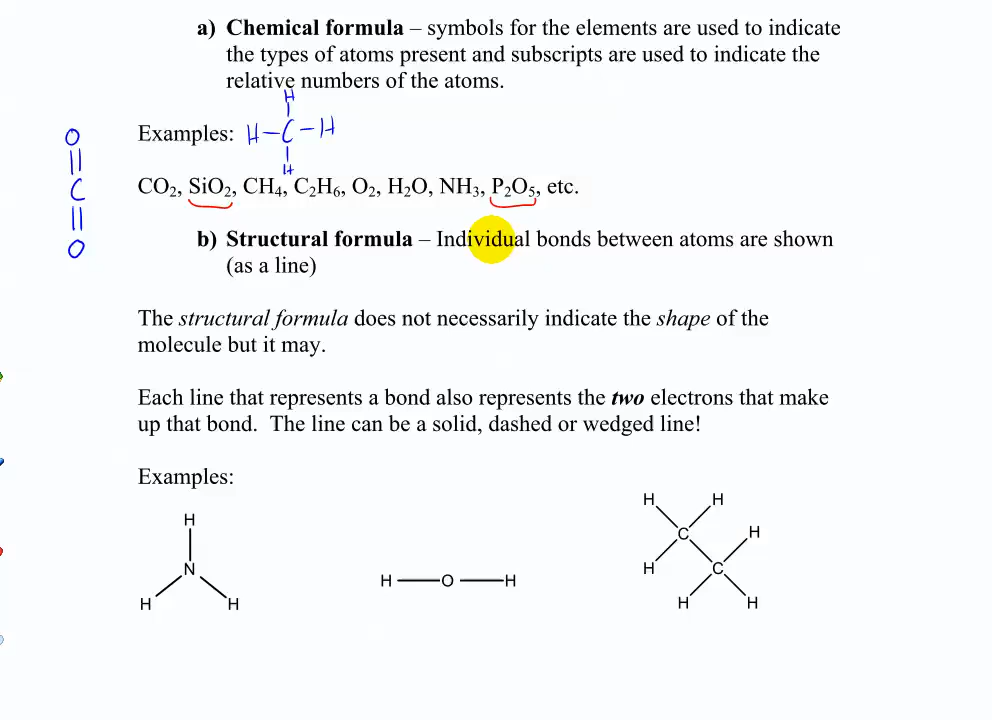 a) Chemical formula – symbols for the elements are used to indicate
the types of atoms present and subscripts are used to indicate the
relative numbers of the atoms.
H
Examples: H–C–H
H
O
C
O
CO₂, SiO₂, CH₄, C₂H₆, O₂, H₂O, NH₃, P₂O₅, etc.
b) Structural formula – Individual bonds between atoms are shown
(as a line)
The structural formula does not necessarily indicate the shape of the
molecule but it may.
Each line that represents a bond also represents the two electrons that make
up that bond. The line can be a solid, dashed or wedged line!
Examples:
H
N
H H
H—O—H
H H
C H
H C
H H